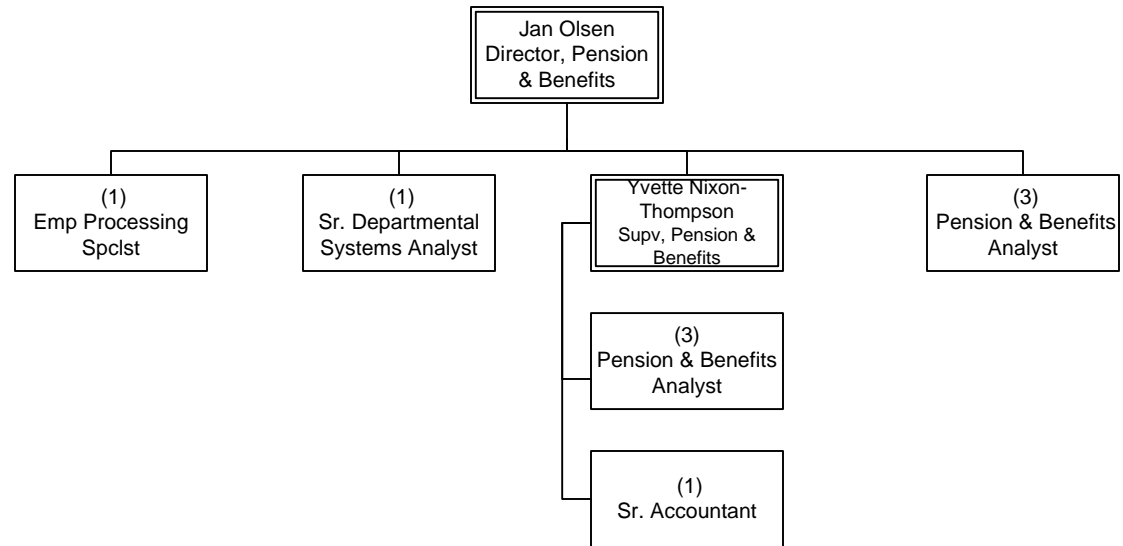 Jan Olsen
Director, Pension
& Benefits
(1)
Emp Processing
Spclst
(1)
Sr. Departmental
Systems Analyst
Yvette Nixon-
Thompson
Supv, Pension &
Benefits
(3)
Pension & Benefits
Analyst
(3)
Pension & Benefits
Analyst
(1)
Sr. Accountant